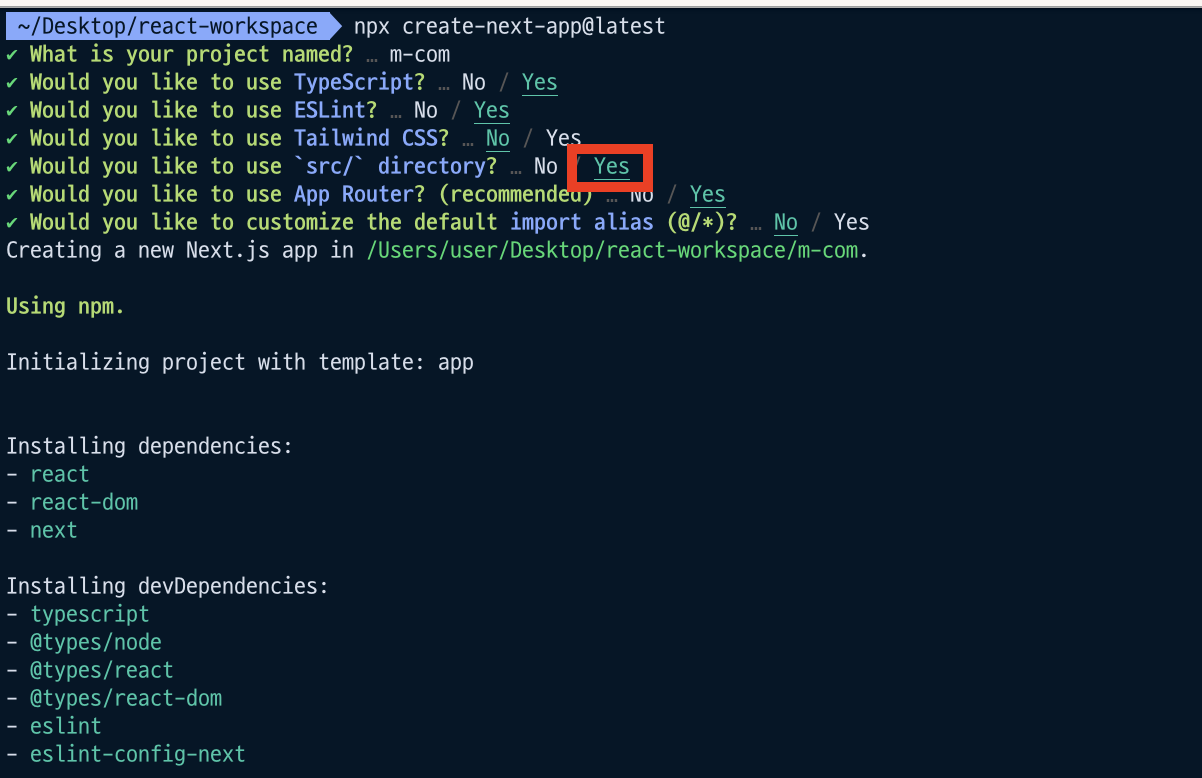 ~/Desktop/react-workspace npx create-next-app@latest
✔ What is your project named? … m-com
✔ Would you like to use TypeScript? … No / Yes
✔ Would you like to use ESLint? … No / Yes
✔ Would you like to use Tailwind CSS? … No / Yes
✔ Would you like to use `src/` directory? … No / Yes
✔ Would you like to use App Router? (recommended) … No / Yes
✔ Would you like to customize the default import alias (@/*)? … No / Yes
Creating a new Next.js app in /Users/user/Desktop/react-workspace/m-com.
Using npm.
Initializing project with template: app
Installing dependencies:
- react
- react-dom
- next
Installing devDependencies:
- typescript
- @types/node
- @types/react
- @types/react-dom
- eslint
- eslint-config-next